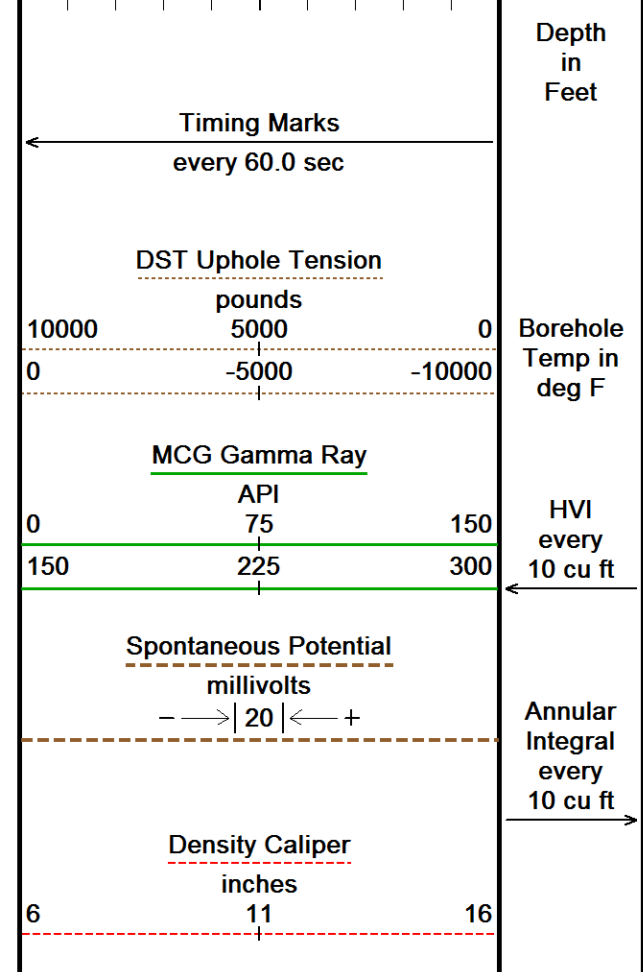 Depth
in
Feet
Timing Marks
every 60.0 sec
DST Uphole Tension
pounds
10000 5000 0
0 -5000 -10000
Borehole
Temp in
deg F
MCG Gamma Ray
API
0 75 150
150 225 300
HVI
every
10 cu ft
Spontaneous Potential
millivolts
− 20 +
Annular
Integral
every
10 cu ft
Density Caliper
inches
6 11 16